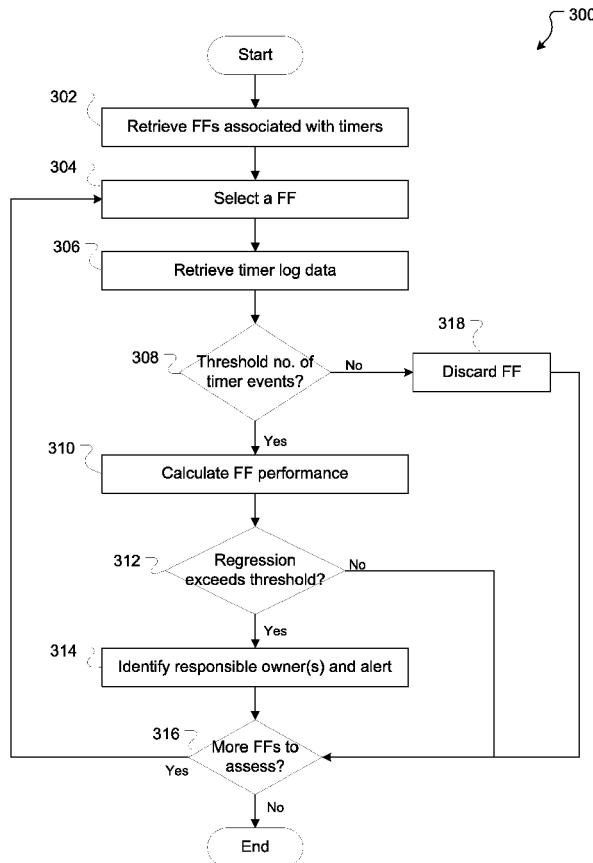 300
Start
302
Retrieve FFs associated with timers
304
Select a FF
306
Retrieve timer log data
308
Threshold no. of
timer events?
No
318
Discard FF
Yes
310
Calculate FF performance
312
Regression
exceeds threshold?
No
Yes
314
Identify responsible owner(s) and alert
316
More FFs to
assess?
Yes
No
End